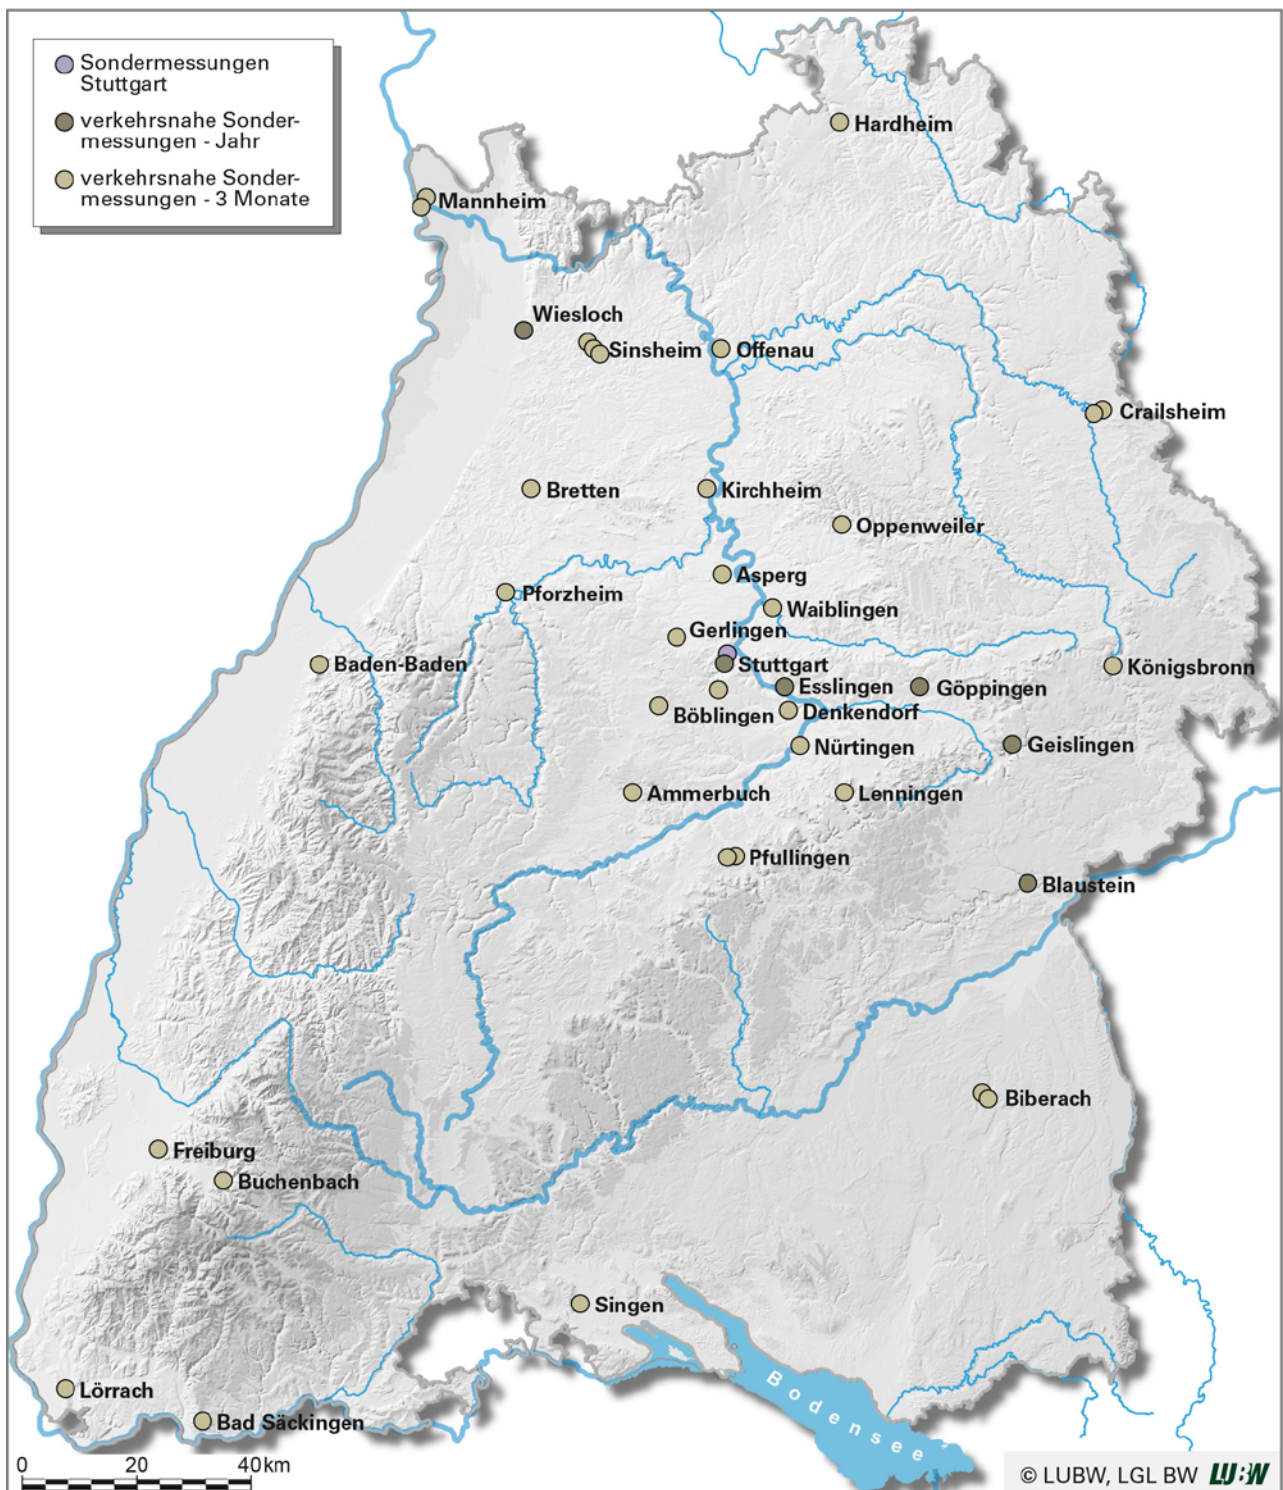 Sondermessungen
Stuttgart
verkehrsnahe Sonder-
messungen - Jahr
verkehrsnahe Sonder-
messungen - 3 Monate
Hardheim
Mannheim
Wiesloch
Sinsheim
Offenau
Crailsheim
Bretten
Kirchheim
Oppenweiler
Asperg
Pforzheim
Waiblingen
Gerlingen
Baden-Baden
Stuttgart
Königsbronn
Esslingen
Göppingen
Böblingen
Denkendorf
Nürtingen
Geislingen
Ammerbuch
Lenningen
Pfullingen
Blaustein
Biberach
Freiburg
Buchenbach
Singen
Bodensee
Lörrach
Bad Säckingen
0 20 40 km
© LUBW, LGL BW LUBW